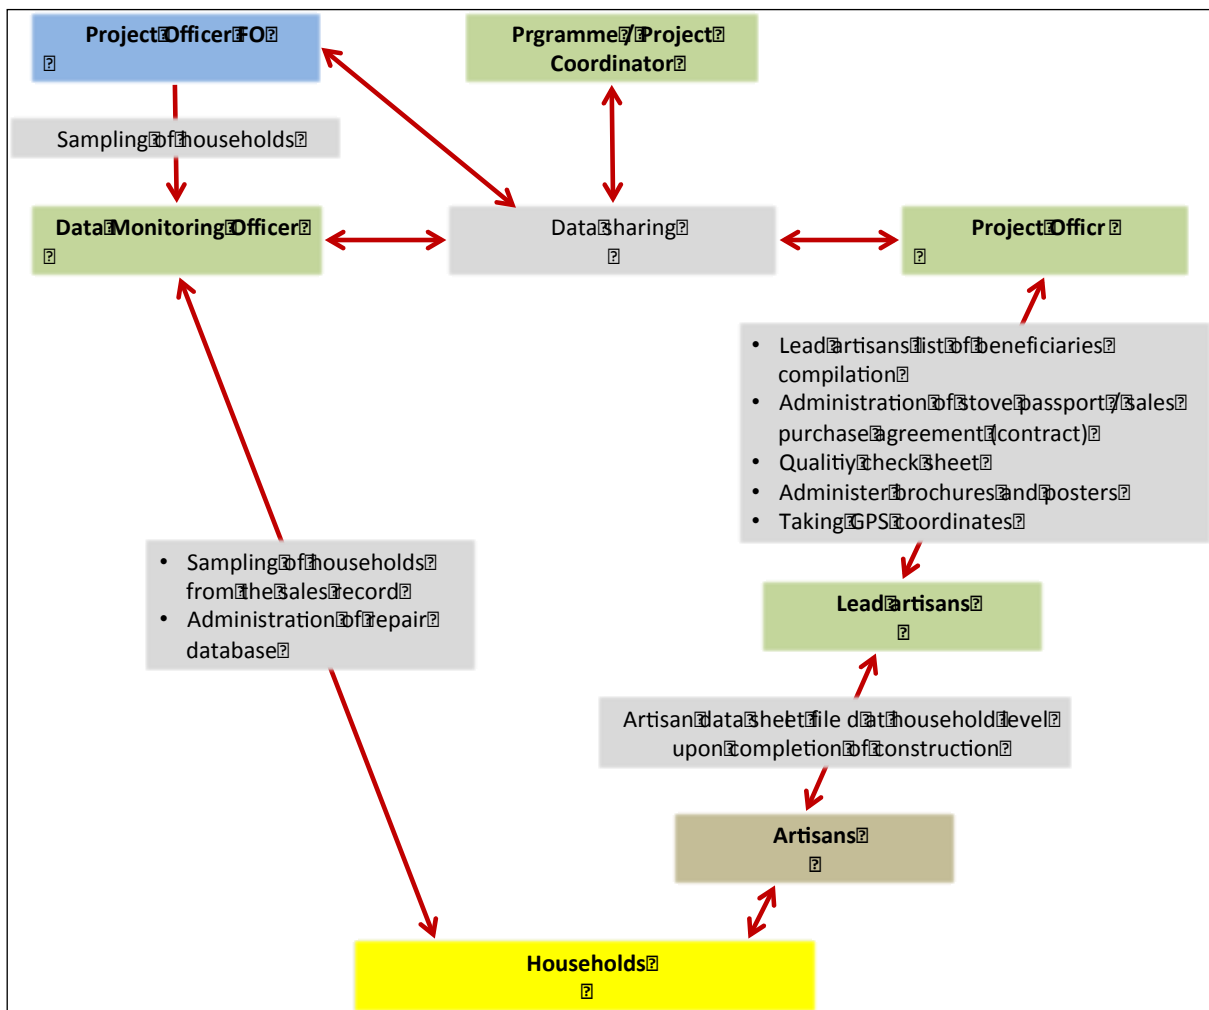 Project Officer FO
Prgramme / Project
Coordinator
Sampling of households
Data Monitoring Officer
Data sharing
Project Officr
• Lead artisans list of beneficiaries
compilation
• Administration of stove passport / sales
purchase agreement (contract)
• Qualitiy check sheet
• Administer brochures and posters
• Taking GPS coordinates
• Sampling of households
from the sales record
• Administration of repair
database
Lead artisans
Artisan data sheet file d at household level
upon completion of construction
Artisans
Households